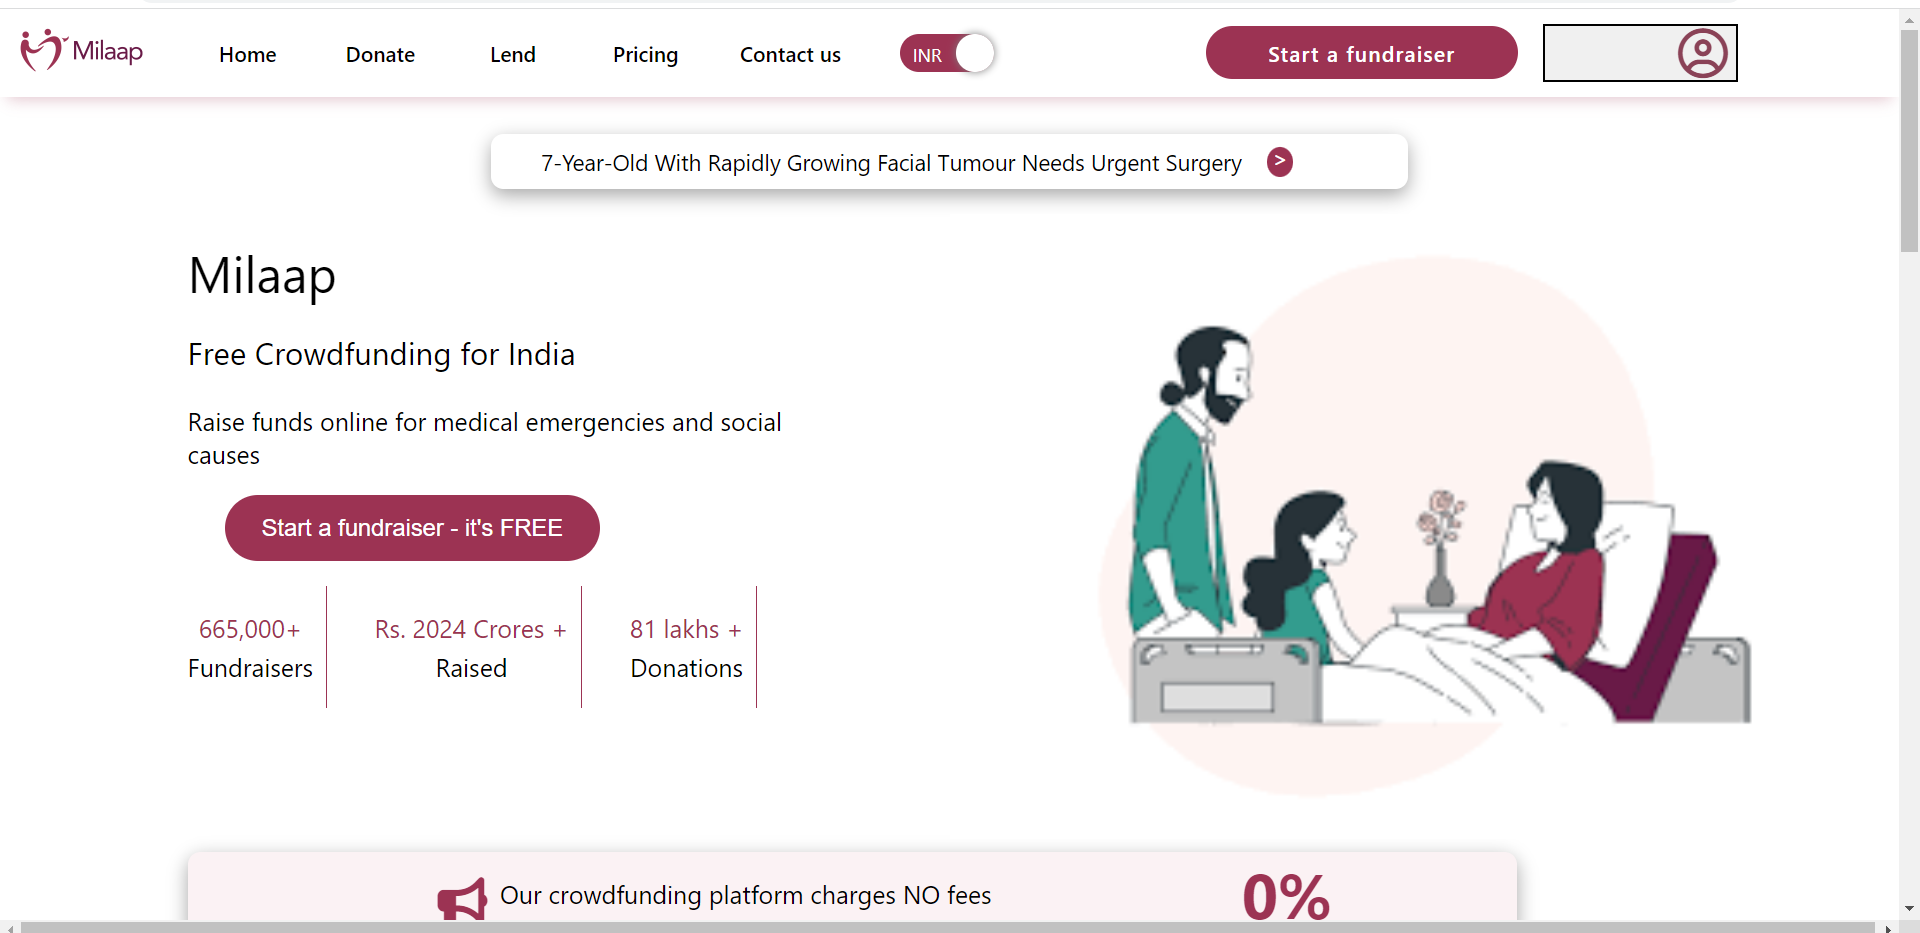 Milaap
Home Donate Lend Pricing Contact us INR Start a fundraiser
7-Year-Old With Rapidly Growing Facial Tumour Needs Urgent Surgery >
Milaap
Free Crowdfunding for India
Raise funds online for medical emergencies and social
causes
Start a fundraiser - it's FREE
665,000+ Rs. 2024 Crores + 81 lakhs +
Fundraisers Raised Donations
Our crowdfunding platform charges NO fees 0%